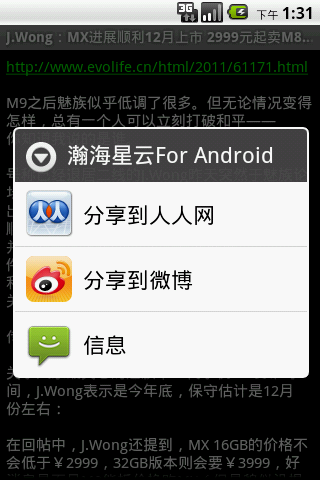 3G
下午 1:31
J.Wong：MX进展顺利12月上市 2999元起卖M8...
http://www.evolife.cn/html/2011/61171.html
M9之后魅族似乎低调了很多。但无论情况变得
怎样，总有一个人可以立刻打破和平——
瀚海星云For Android
分享到人人网
分享到微博
信息
间，J.Wong表示是今年底，保守估计是12月
份左右：
在回帖中，J.Wong还提到，MX 16GB的价格不
会低于￥2999，32GB版本则会要￥3999，好